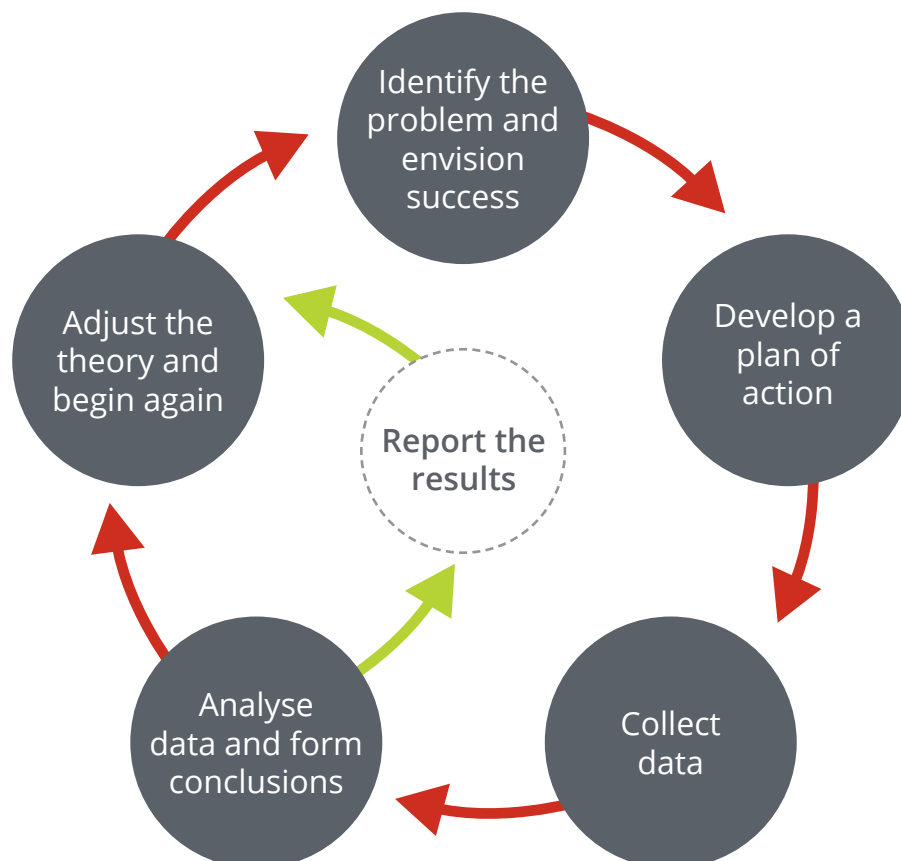 Identify the
problem and
envision
success
Develop a
plan of
action
Collect
data
Analyse
data and form
conclusions
Adjust the
theory and
begin again
Report the
results